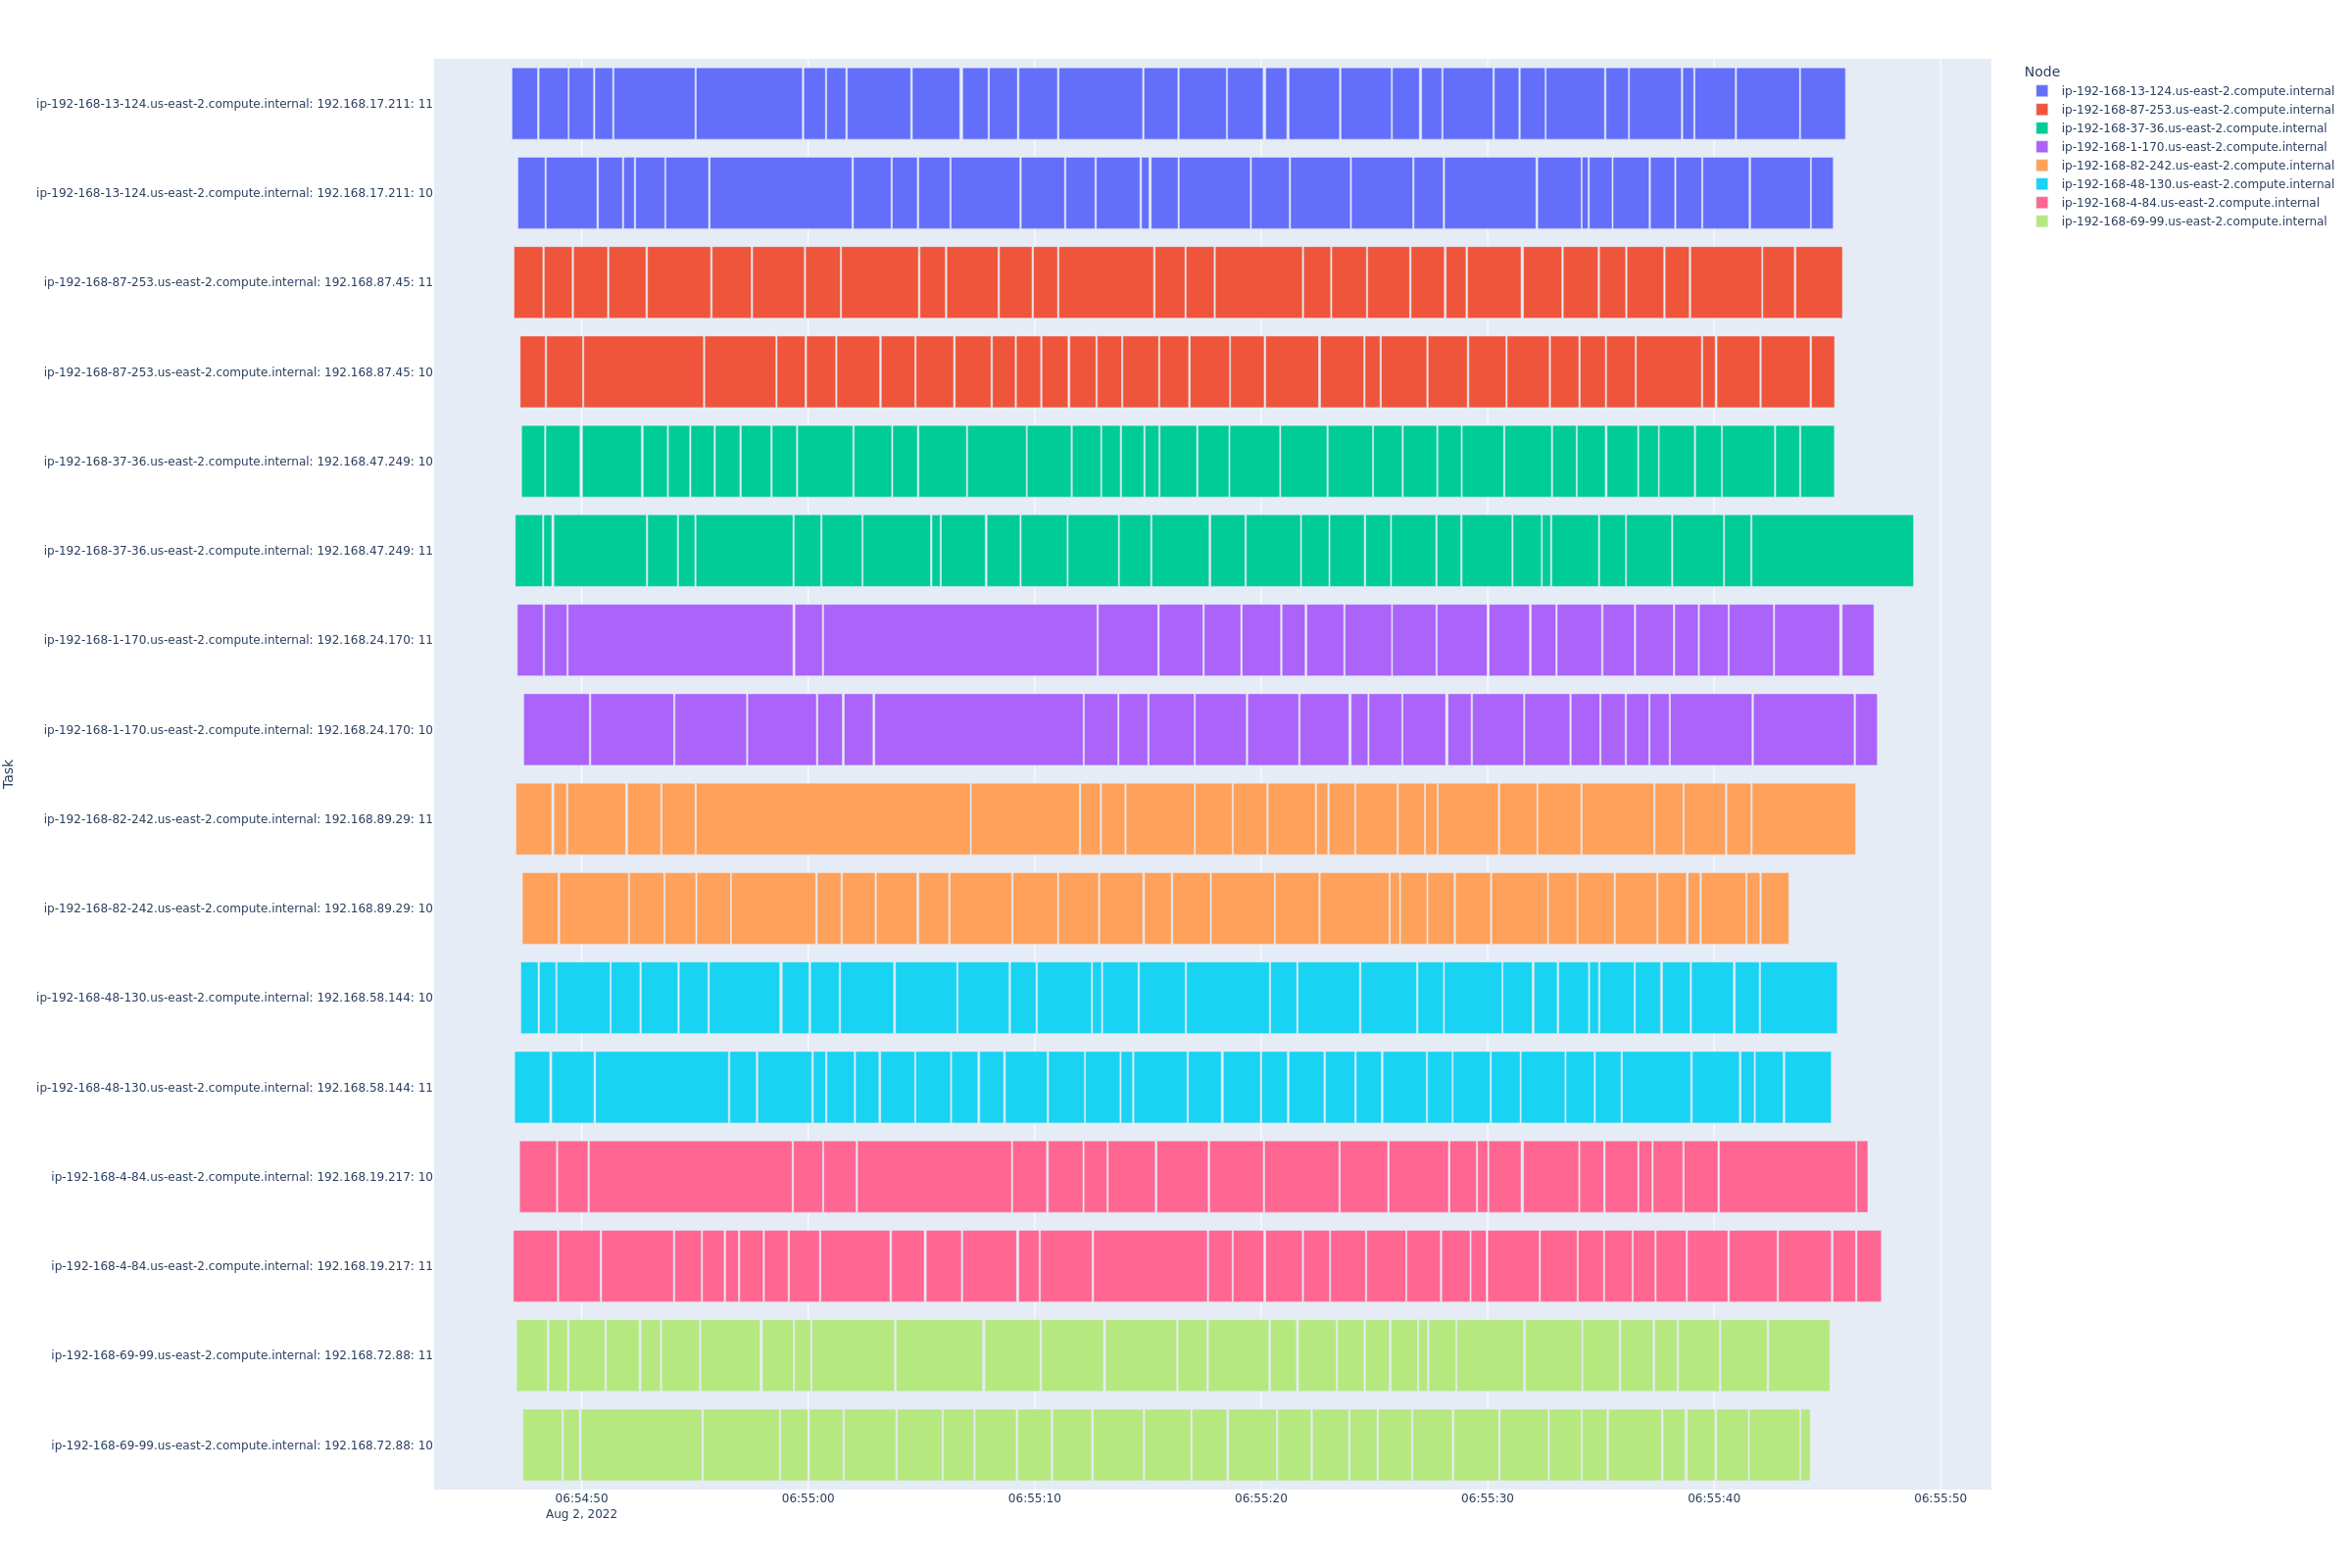 Node
ip-192-168-13-124.us-east-2.compute.internal
ip-192-168-87-253.us-east-2.compute.internal
ip-192-168-37-36.us-east-2.compute.internal
ip-192-168-1-170.us-east-2.compute.internal
ip-192-168-82-242.us-east-2.compute.internal
ip-192-168-48-130.us-east-2.compute.internal
ip-192-168-4-84.us-east-2.compute.internal
ip-192-168-69-99.us-east-2.compute.internal
Task
ip-192-168-13-124.us-east-2.compute.internal: 192.168.17.211: 11
ip-192-168-13-124.us-east-2.compute.internal: 192.168.17.211: 10
ip-192-168-87-253.us-east-2.compute.internal: 192.168.87.45: 11
ip-192-168-87-253.us-east-2.compute.internal: 192.168.87.45: 10
ip-192-168-37-36.us-east-2.compute.internal: 192.168.47.249: 10
ip-192-168-37-36.us-east-2.compute.internal: 192.168.47.249: 11
ip-192-168-1-170.us-east-2.compute.internal: 192.168.24.170: 11
ip-192-168-1-170.us-east-2.compute.internal: 192.168.24.170: 10
ip-192-168-82-242.us-east-2.compute.internal: 192.168.89.29: 11
ip-192-168-82-242.us-east-2.compute.internal: 192.168.89.29: 10
ip-192-168-48-130.us-east-2.compute.internal: 192.168.58.144: 10
ip-192-168-48-130.us-east-2.compute.internal: 192.168.58.144: 11
ip-192-168-4-84.us-east-2.compute.internal: 192.168.19.217: 10
ip-192-168-4-84.us-east-2.compute.internal: 192.168.19.217: 11
ip-192-168-69-99.us-east-2.compute.internal: 192.168.72.88: 11
ip-192-168-69-99.us-east-2.compute.internal: 192.168.72.88: 10
06:54:50 06:55:00 06:55:10 06:55:20 06:55:30 06:55:40 06:55:50
Aug 2, 2022